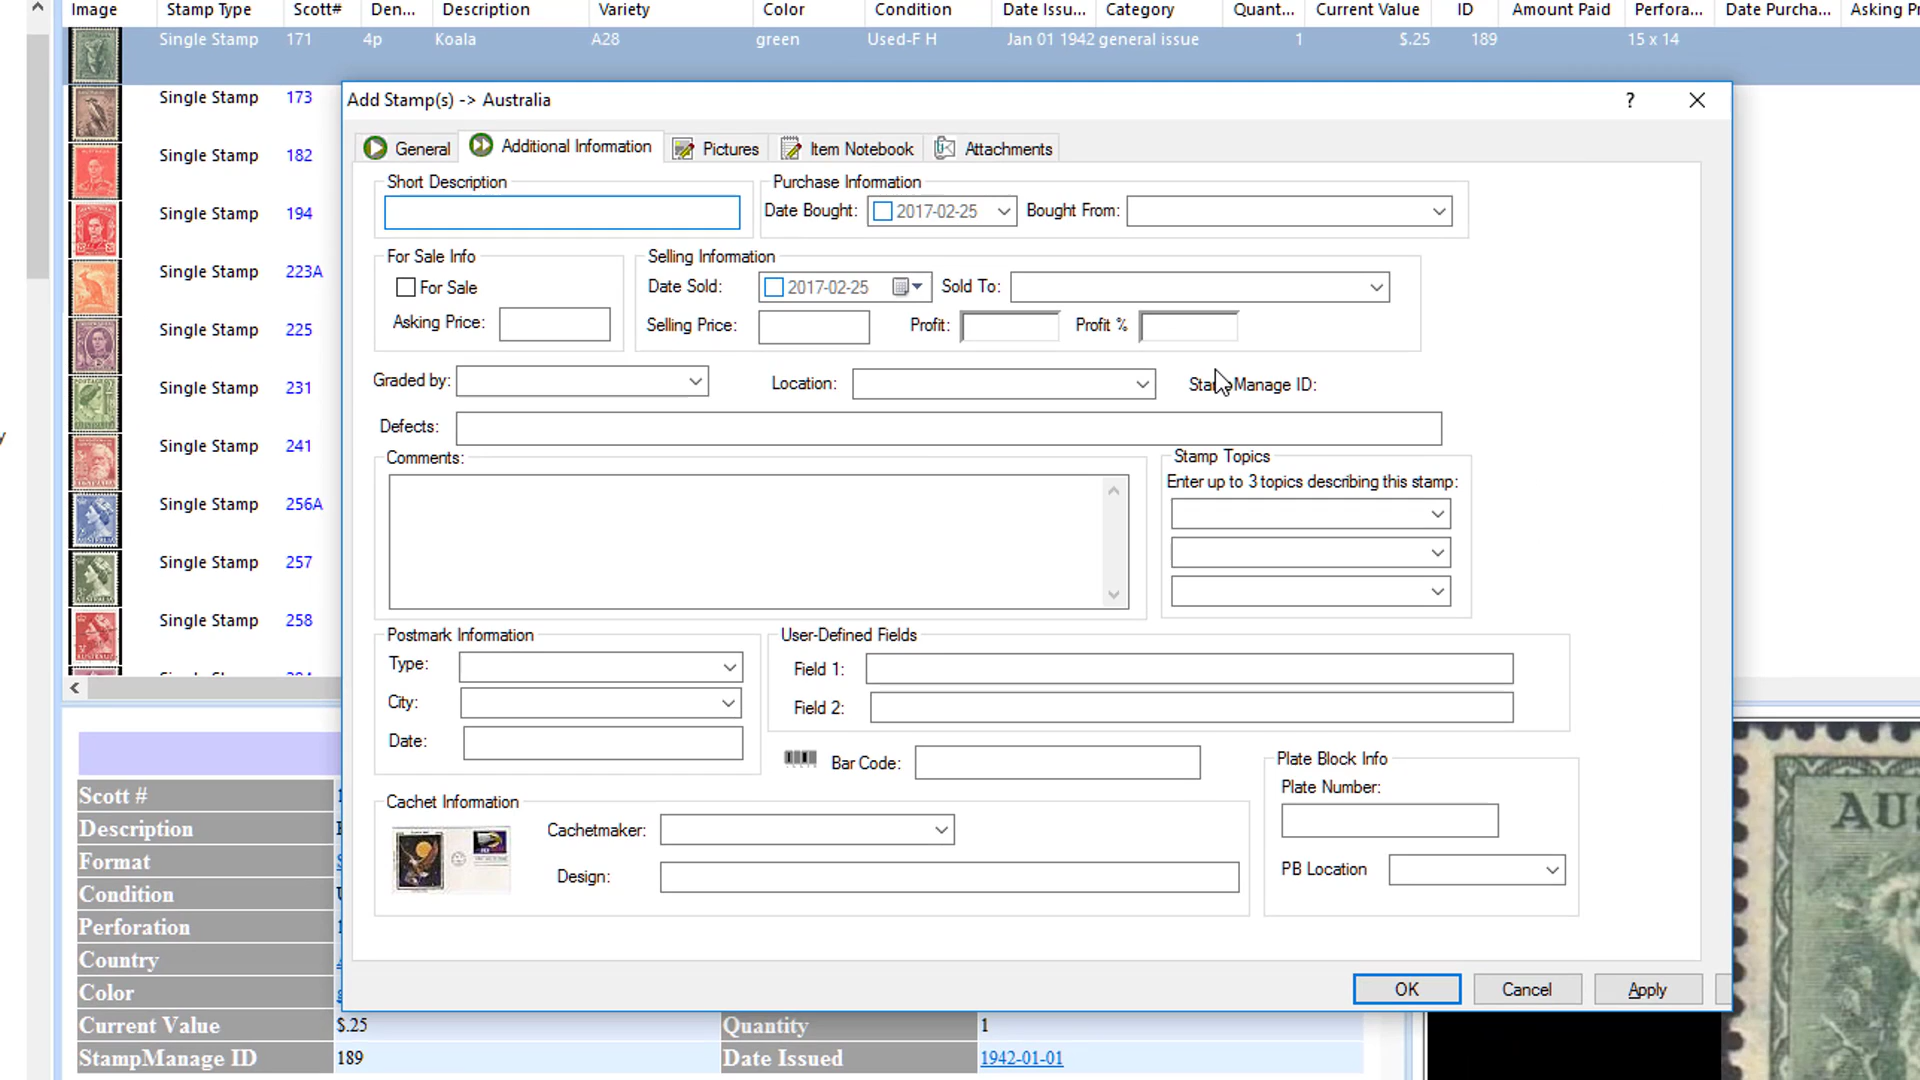 Image Stamp Type Scott# Den... Description Variety Color Condition Date Issu... Category Quant... Current Value ID Amount Paid Perfora... Date Purcha... Asking Pr
Single Stamp 171 4p Koala A28 green Used-F H Jan 01 1942 general issue 1 $.25 189 15 x 14
Single Stamp 173
Single Stamp 182
Single Stamp 194
Single Stamp 223A
Single Stamp 225
Single Stamp 231
Single Stamp 241
Single Stamp 256A
Single Stamp 257
Single Stamp 258
Add Stamp(s) -> Australia ?
General Additional Information Pictures Item Notebook Attachments
Short Description Purchase Information
Date Bought: 2017-02-25 Bought From:
For Sale Info Selling Information
For Sale Date Sold: 2017-02-25 Sold To:
Asking Price: Selling Price: Profit: Profit %
Graded by: Location: StampManage ID:
Defects:
Comments: Stamp Topics
Enter up to 3 topics describing this stamp:
Postmark Information User-Defined Fields
Type: Field 1:
City: Field 2:
Date:
Bar Code: Plate Block Info
Plate Number:
Cachet Information
Cachetmaker:
Design: PB Location
OK Cancel Apply
Scott #
Description
Format
Condition
Perforation
Country
Color
Current Value $.25 Quantity 1
StampManage ID 189 Date Issued 1942-01-01
AUS